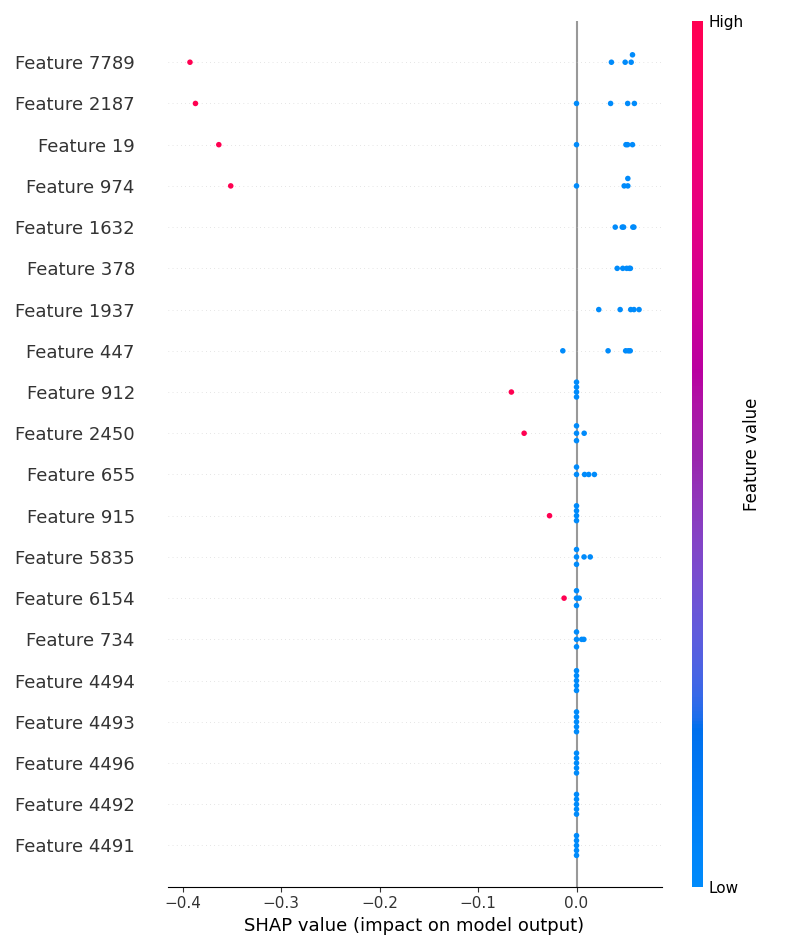 High
Feature 7789
Feature 2187
Feature 19
Feature 974
Feature 1632
Feature 378
Feature 1937
Feature 447
Feature 912
Feature 2450
Feature 655
Feature 915
Feature 5835
Feature 6154
Feature 734
Feature 4494
Feature 4493
Feature 4496
Feature 4492
Feature 4491
Feature value
Low
−0.4 −0.3 −0.2 −0.1 0.0
SHAP value (impact on model output)